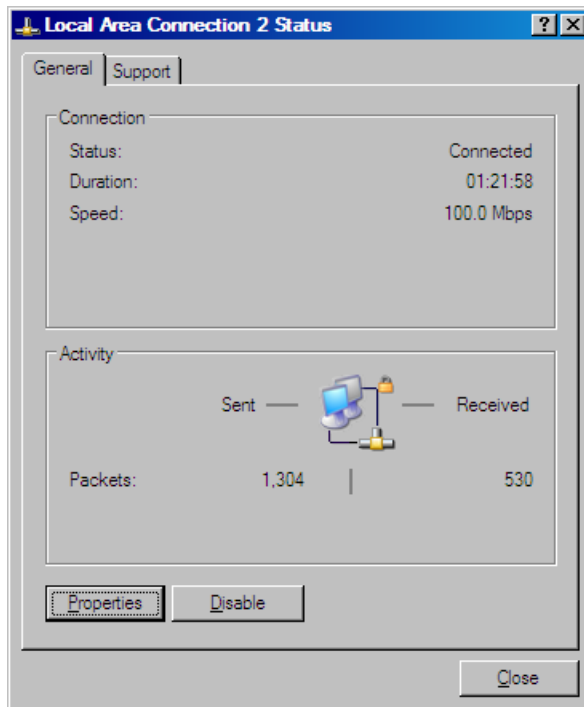 Local Area Connection 2 Status
General Support
Connection
Status: Connected
Duration: 01:21:58
Speed: 100.0 Mbps
Activity
Sent Received
Packets: 1,304 530
Properties Disable
Close